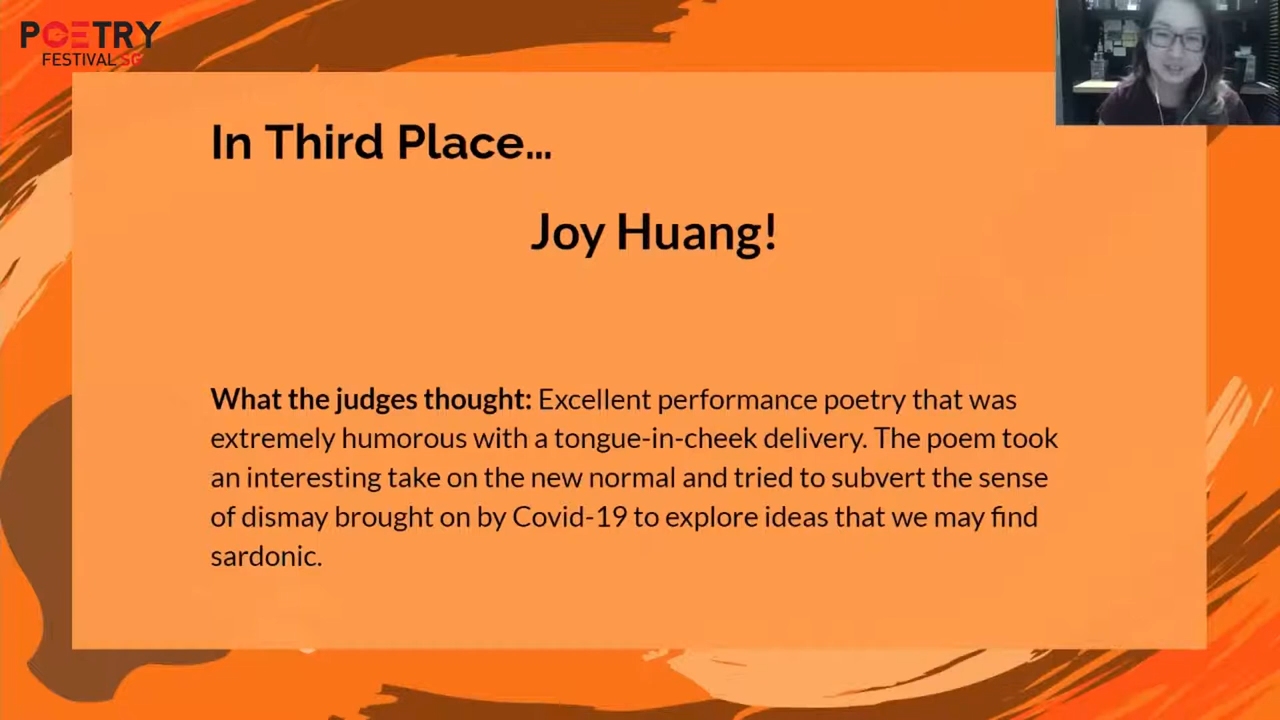 POETRY
FESTIVAL SG
In Third Place...
Joy Huang!
What the judges thought: Excellent performance poetry that was
extremely humorous with a tongue-in-cheek delivery. The poem took
an interesting take on the new normal and tried to subvert the sense
of dismay brought on by Covid-19 to explore ideas that we may find
sardonic.